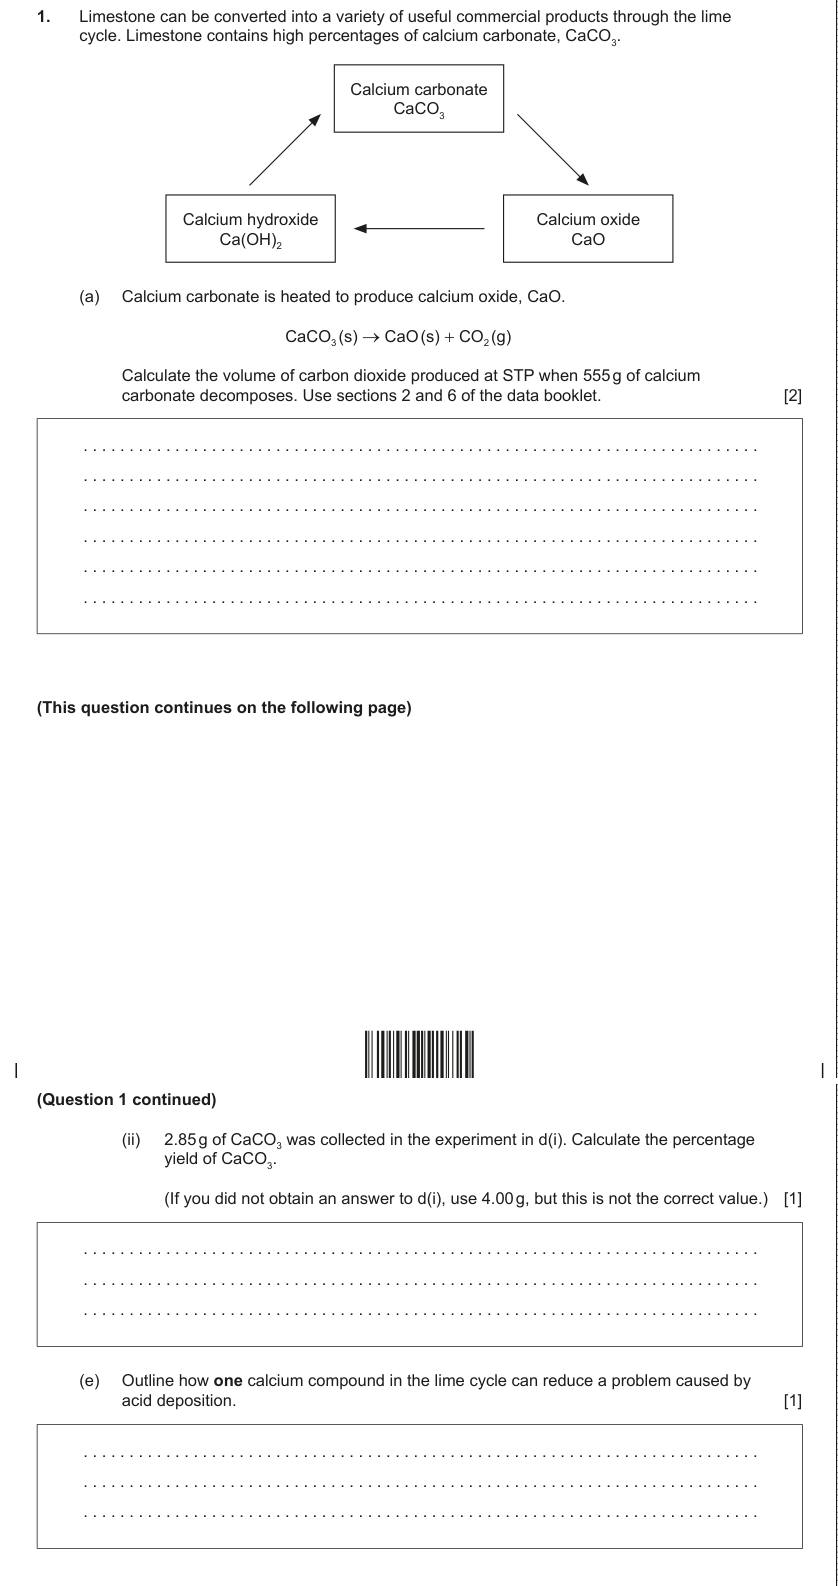 1. Limestone can be converted into a variety of useful commercial products through the lime
cycle. Limestone contains high percentages of calcium carbonate, CaCO₃.
Calcium carbonate
CaCO₃
Calcium hydroxide
Ca(OH)₂
Calcium oxide
CaO
(a) Calcium carbonate is heated to produce calcium oxide, CaO.
CaCO₃(s) → CaO(s) + CO₂(g)
Calculate the volume of carbon dioxide produced at STP when 555g of calcium
carbonate decomposes. Use sections 2 and 6 of the data booklet. [2]
(This question continues on the following page)
(Question 1 continued)
(ii) 2.85g of CaCO₃ was collected in the experiment in d(i). Calculate the percentage
yield of CaCO₃.
(If you did not obtain an answer to d(i), use 4.00g, but this is not the correct value.) [1]
(e) Outline how one calcium compound in the lime cycle can reduce a problem caused by
acid deposition. [1]